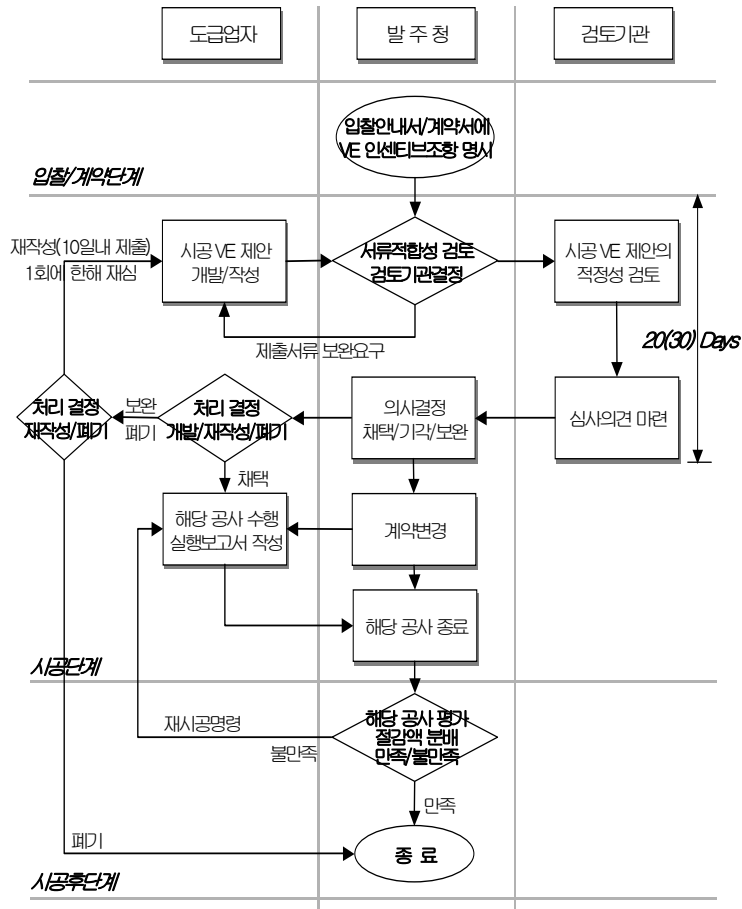 도급업자
발 주 청
검토기관
입찰안내서/계약서에
VE 인센티브조항 명시
입찰/계약단계
재작성(10일내 제출)
1회에 한해 재심
시공 VE 제안
개발/작성
서류적합성 검토
검토기관결정
시공 VE 제안의
적정성 검토
제출서류 보완요구
20(30) Days
처리 결정
재작성/폐기
보완
폐기
처리 결정
개발/재작성/폐기
의사결정
채택/기각/보완
심사의견 마련
채택
해당 공사 수행
실행보고서 작성
계약변경
해당 공사 종료
시공단계
해당 공사 평가
절감액 분배
만족/불만족
재시공명령
불만족
만족
폐기
종 료
시공후단계